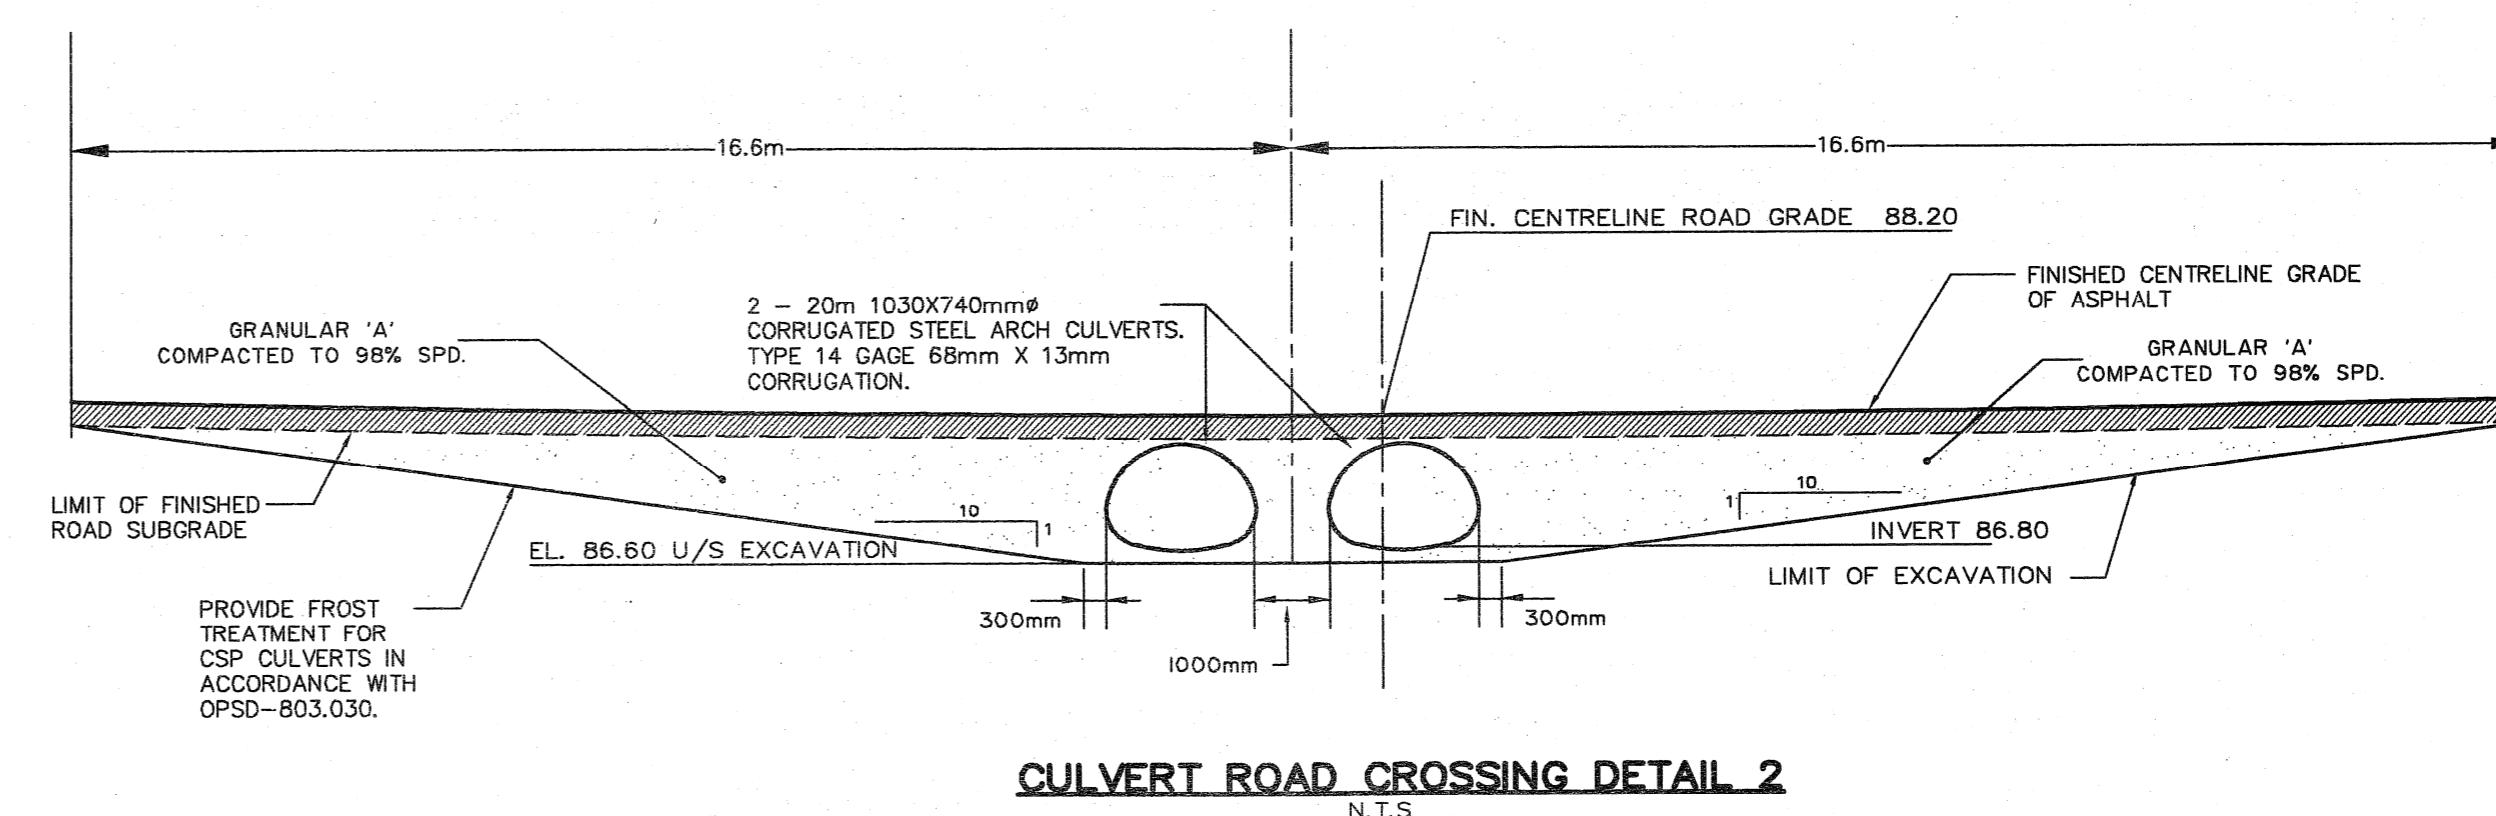 16.6m
16.6m
FIN. CENTRELINE ROAD GRADE 88.20
FINISHED CENTRELINE GRADE
OF ASPHALT
2 - 20m 1030X740mmø
CORRUGATED STEEL ARCH CULVERTS.
TYPE 14 GAGE 68mm X 13mm
CORRUGATION.
GRANULAR 'A'
COMPACTED TO 98% SPD.
GRANULAR 'A'
COMPACTED TO 98% SPD.
LIMIT OF FINISHED
ROAD SUBGRADE
10
1
10
1
EL. 86.60 U/S EXCAVATION
INVERT 86.80
LIMIT OF EXCAVATION
PROVIDE FROST
TREATMENT FOR
CSP CULVERTS IN
ACCORDANCE WITH
OPSD-803.030.
300mm
1000mm
300mm
CULVERT ROAD CROSSING DETAIL 2
N.T.S